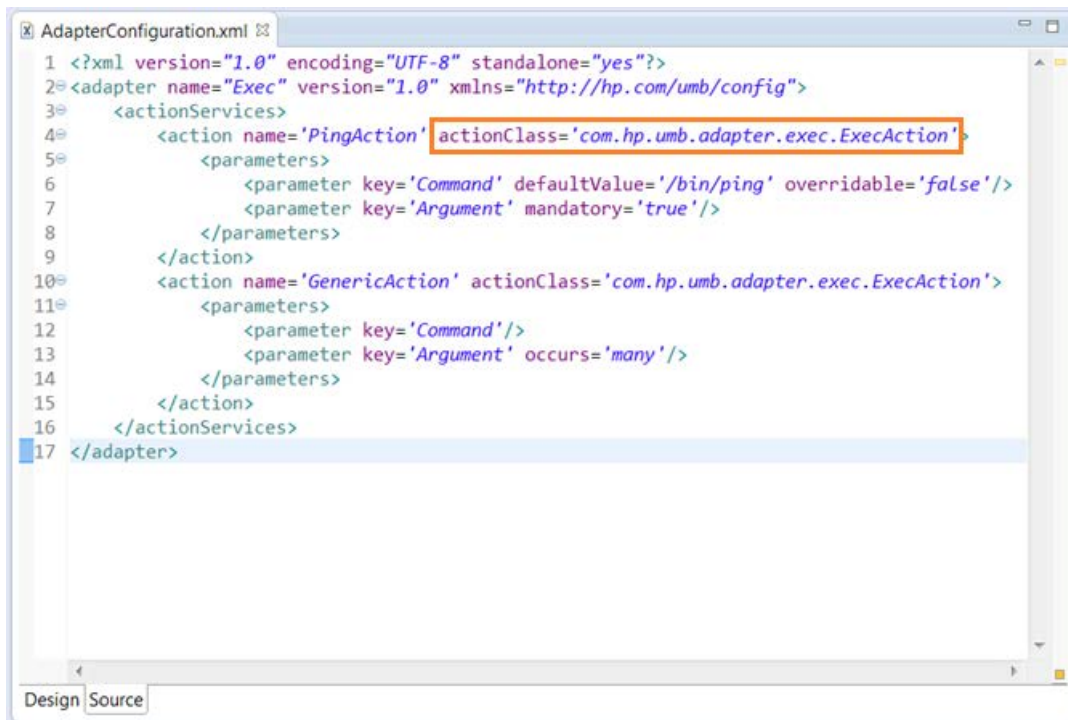 AdapterConfiguration.xml
1 <?xml version="1.0" encoding="UTF-8" standalone="yes"?>
2 <adapter name="Exec" version="1.0" xmlns="http://hp.com/umb/config">
3 <actionServices>
4 <action name='PingAction' actionClass='com.hp.umb.adapter.exec.ExecAction'>
5 <parameters>
6 <parameter key='Command' defaultValue='/bin/ping' overridable='false'/>
7 <parameter key='Argument' mandatory='true'/>
8 </parameters>
9 </action>
10 <action name='GenericAction' actionClass='com.hp.umb.adapter.exec.ExecAction'>
11 <parameters>
12 <parameter key='Command'/>
13 <parameter key='Argument' occurs='many'/>
14 </parameters>
15 </action>
16 </actionServices>
17 </adapter>
Design Source